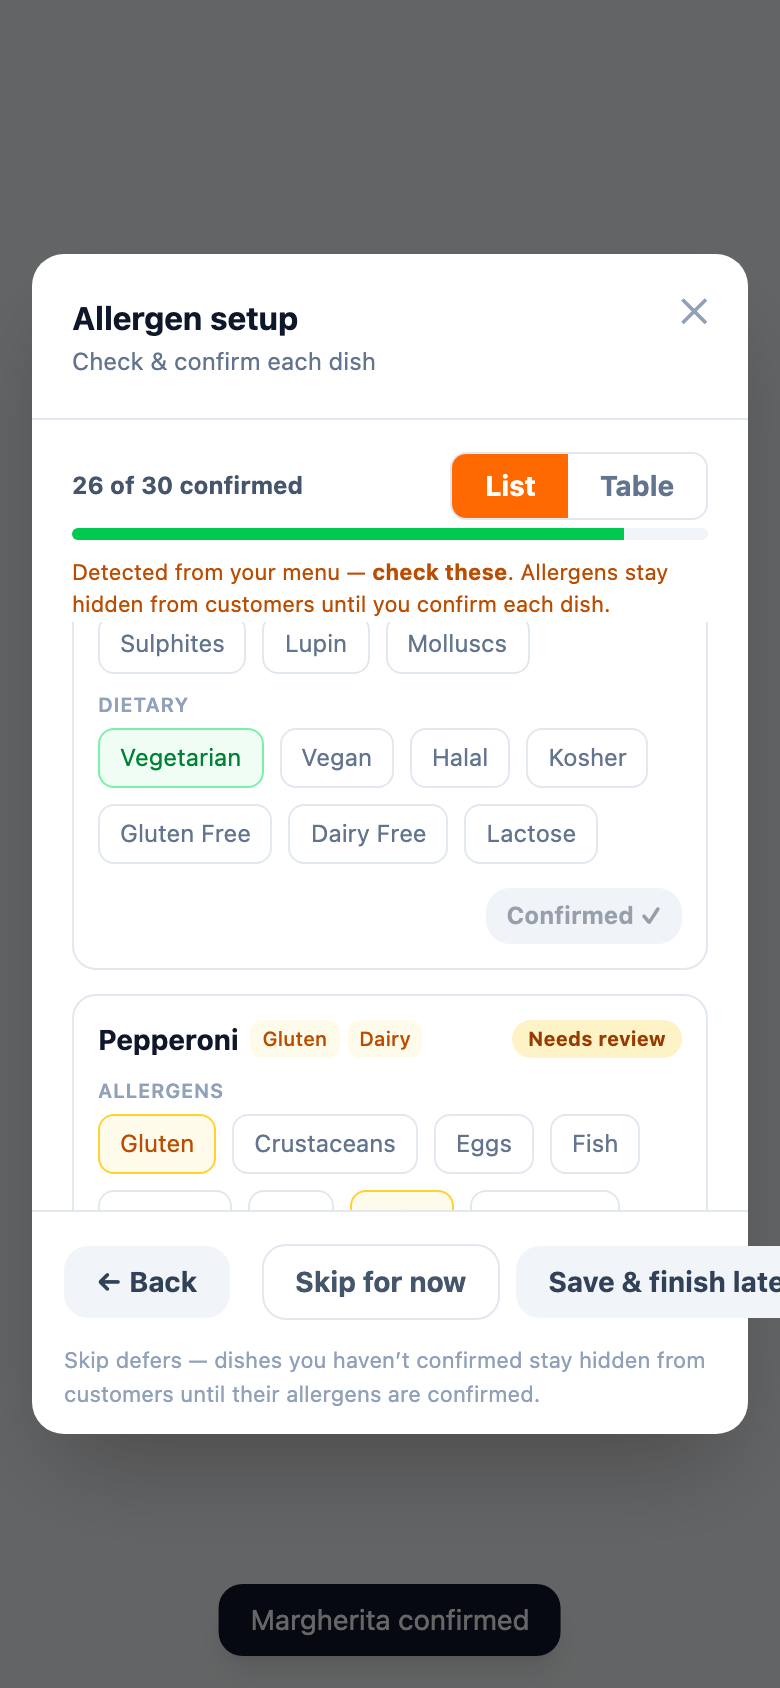 Allergen setup
Check & confirm each dish
26 of 30 confirmed
List
Table
Detected from your menu — check these. Allergens stay
hidden from customers until you confirm each dish.
Sulphites
Lupin
Molluscs
DIETARY
Vegetarian
Vegan
Halal
Kosher
Gluten Free
Dairy Free
Lactose
Confirmed ✓
Pepperoni
Gluten
Dairy
Needs review
ALLERGENS
Gluten
Crustaceans
Eggs
Fish
← Back
Skip for now
Save & finish late
Skip defers — dishes you haven’t confirmed stay hidden from
customers until their allergens are confirmed.
Margherita confirmed